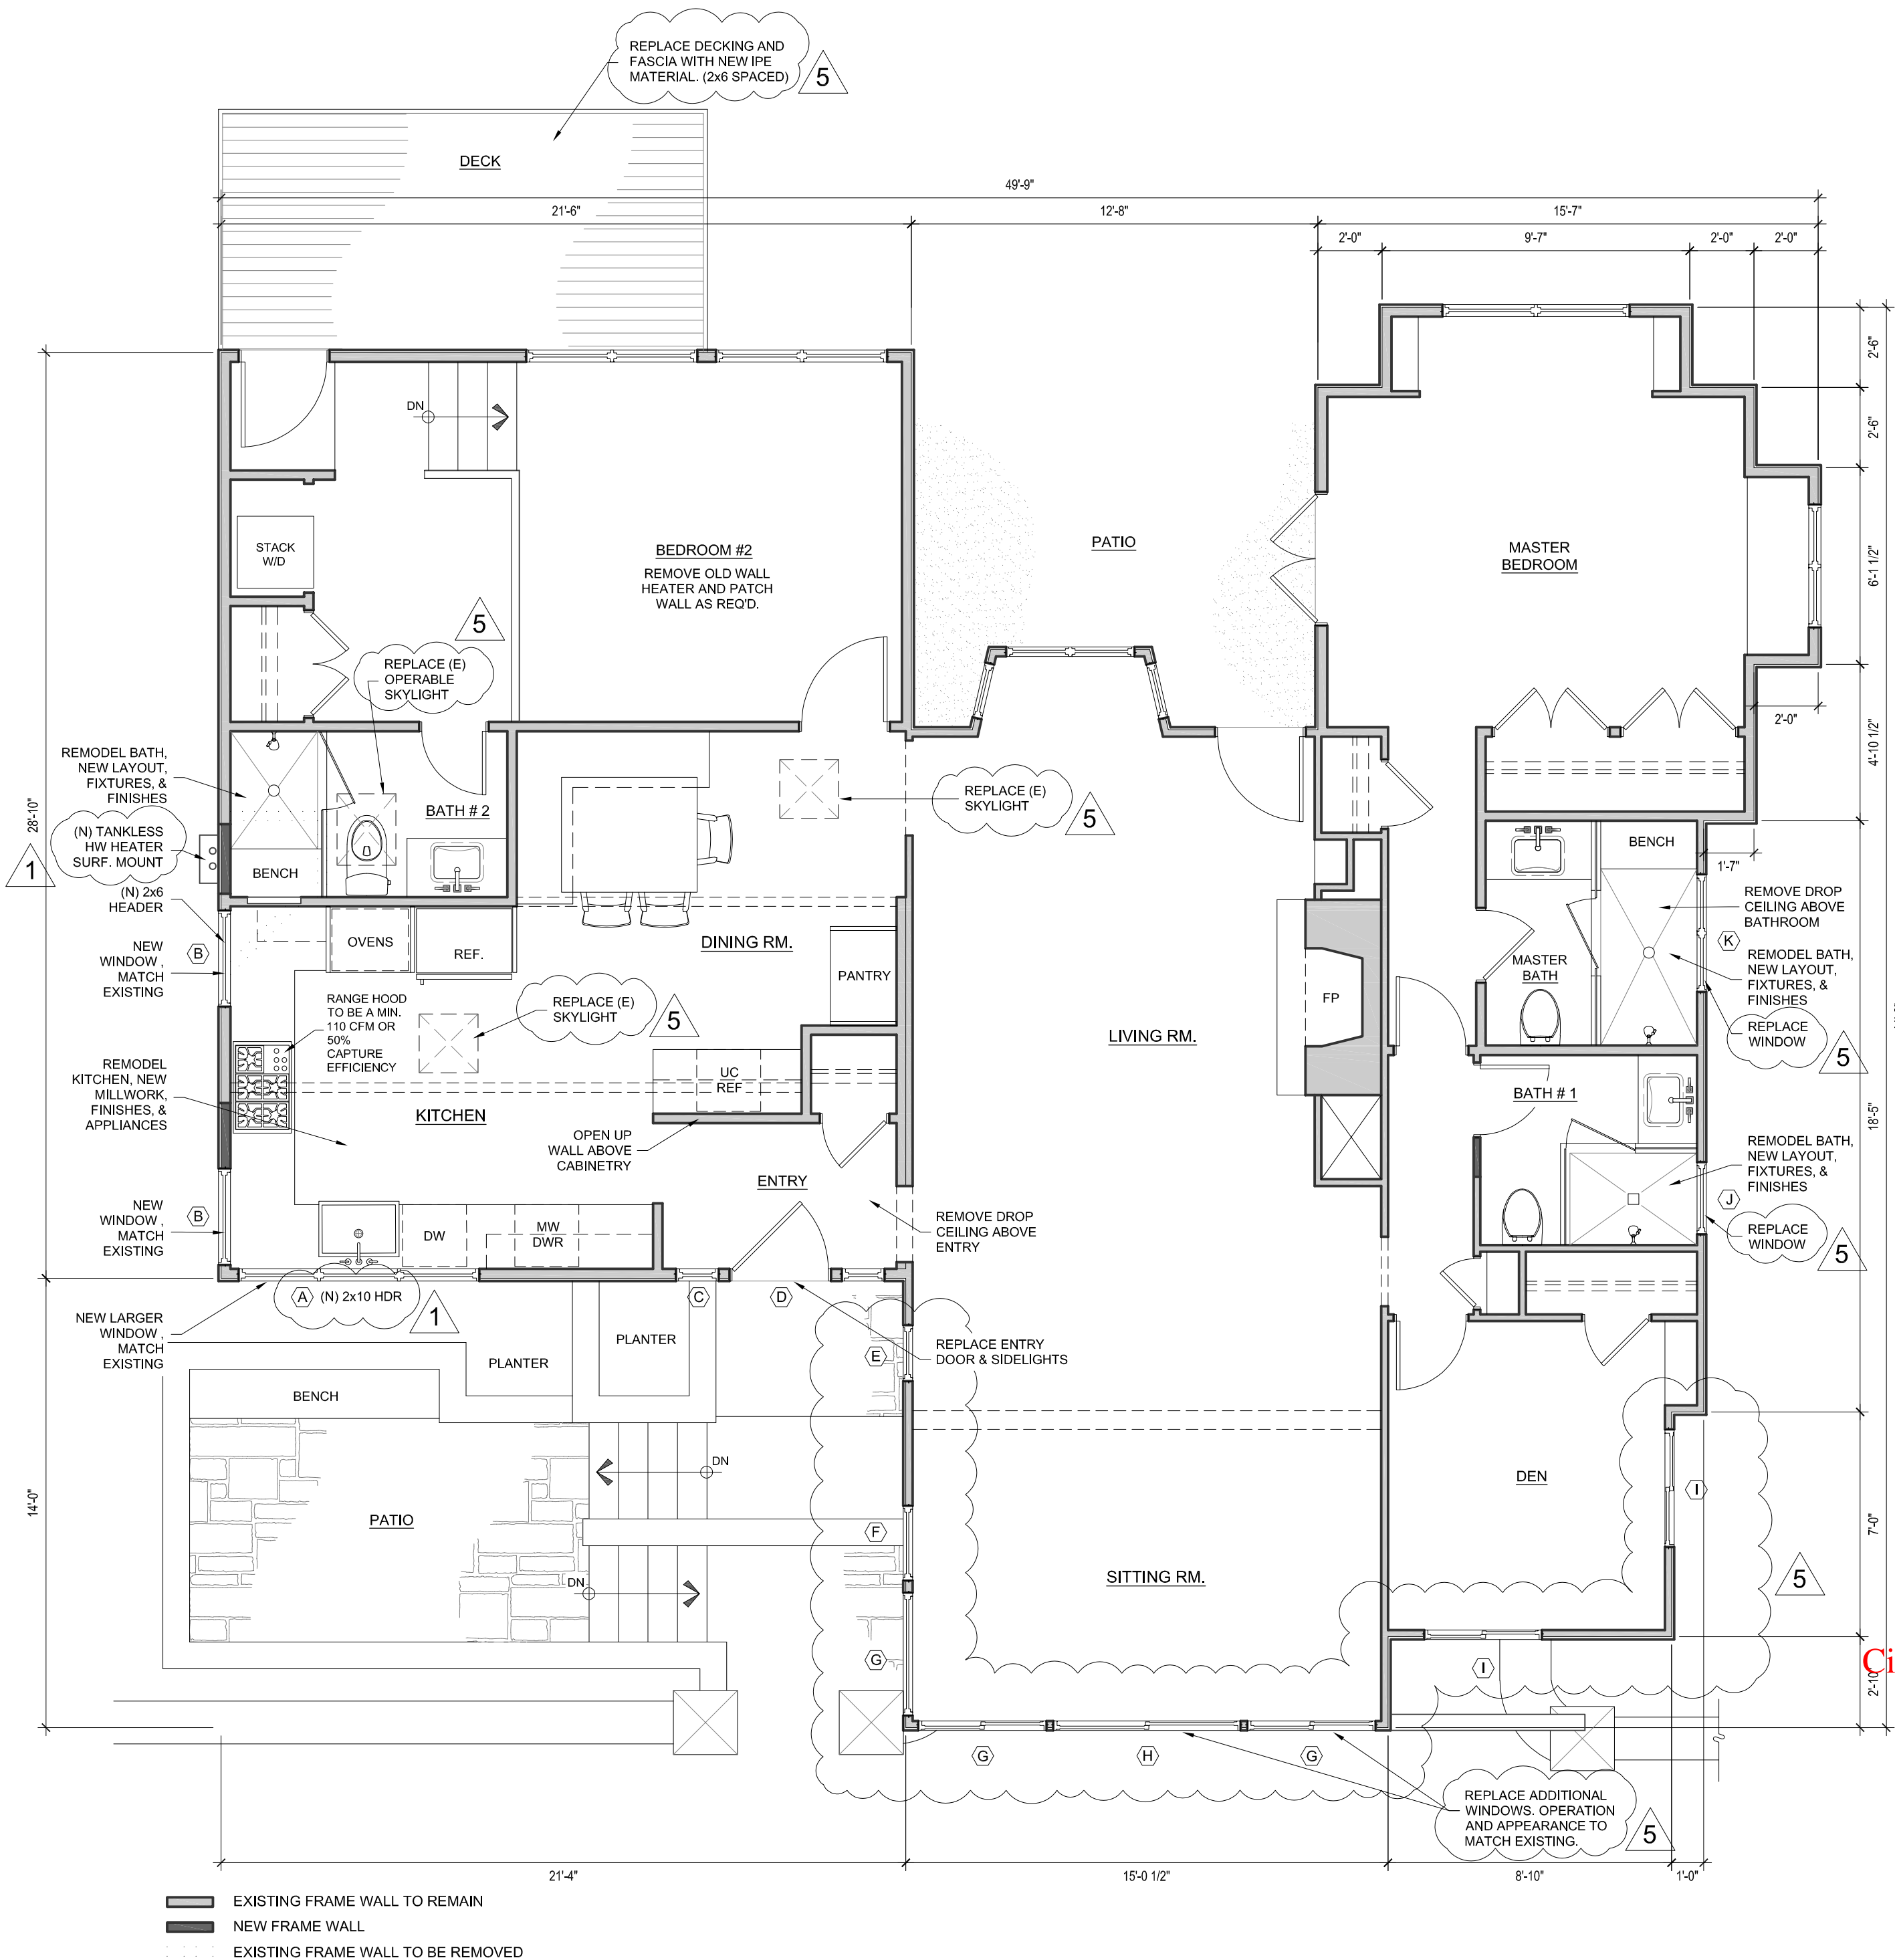 REPLACE DECKING AND
FASCIA WITH NEW IPE
MATERIAL. (2x6 SPACED)
5
DECK
49'-9"
21'-6"
12'-8"
15'-7"
2'-0"
9'-7"
2'-0"
2'-0"
2'-6"
2'-6"
6'-1 1/2"
4'-10 1/2"
2'-0"
DN
STACK
W/D
BEDROOM #2
REMOVE OLD WALL
HEATER AND PATCH
WALL AS REQ'D.
PATIO
MASTER
BEDROOM
5
REPLACE (E)
OPERABLE
SKYLIGHT
REMODEL BATH,
NEW LAYOUT,
FIXTURES, &
FINISHES
28'-10"
(N) TANKLESS
HW HEATER
SURF. MOUNT
1
BENCH
BATH # 2
REPLACE (E)
SKYLIGHT
5
BENCH
1'-7"
(N) 2x6
HEADER
REMOVE DROP
CEILING ABOVE
BATHROOM
NEW
WINDOW ,
MATCH
EXISTING
B
OVENS
REF.
DINING RM.
PANTRY
FP
MASTER
BATH
K
REMODEL BATH,
NEW LAYOUT,
FIXTURES, &
FINISHES
RANGE HOOD
TO BE A MIN.
110 CFM OR
50%
CAPTURE
EFFICIENCY
REPLACE (E)
SKYLIGHT
5
LIVING RM.
REPLACE
WINDOW
5
REMODEL
KITCHEN, NEW
MILLWORK,
FINISHES, &
APPLIANCES
UC
REF
KITCHEN
BATH # 1
18'-5"
OPEN UP
WALL ABOVE
CABINETRY
ENTRY
REMODEL BATH,
NEW LAYOUT,
FIXTURES, &
FINISHES
NEW
WINDOW ,
MATCH
EXISTING
B
DW
MW
DWR
REMOVE DROP
CEILING ABOVE
ENTRY
J
REPLACE
WINDOW
5
A
(N) 2x10 HDR
1
C
D
NEW LARGER
WINDOW ,
MATCH
EXISTING
PLANTER
PLANTER
E
REPLACE ENTRY
DOOR & SIDELIGHTS
BENCH
DN
DEN
I
14'-0"
PATIO
F
7'-0"
DN
SITTING RM.
5
G
I
2'-10"
Ci
G
H
G
REPLACE ADDITIONAL
WINDOWS. OPERATION
AND APPEARANCE TO
MATCH EXISTING.
5
21'-4"
15'-0 1/2"
8'-10"
1'-0"
EXISTING FRAME WALL TO REMAIN
NEW FRAME WALL
EXISTING FRAME WALL TO BE REMOVED